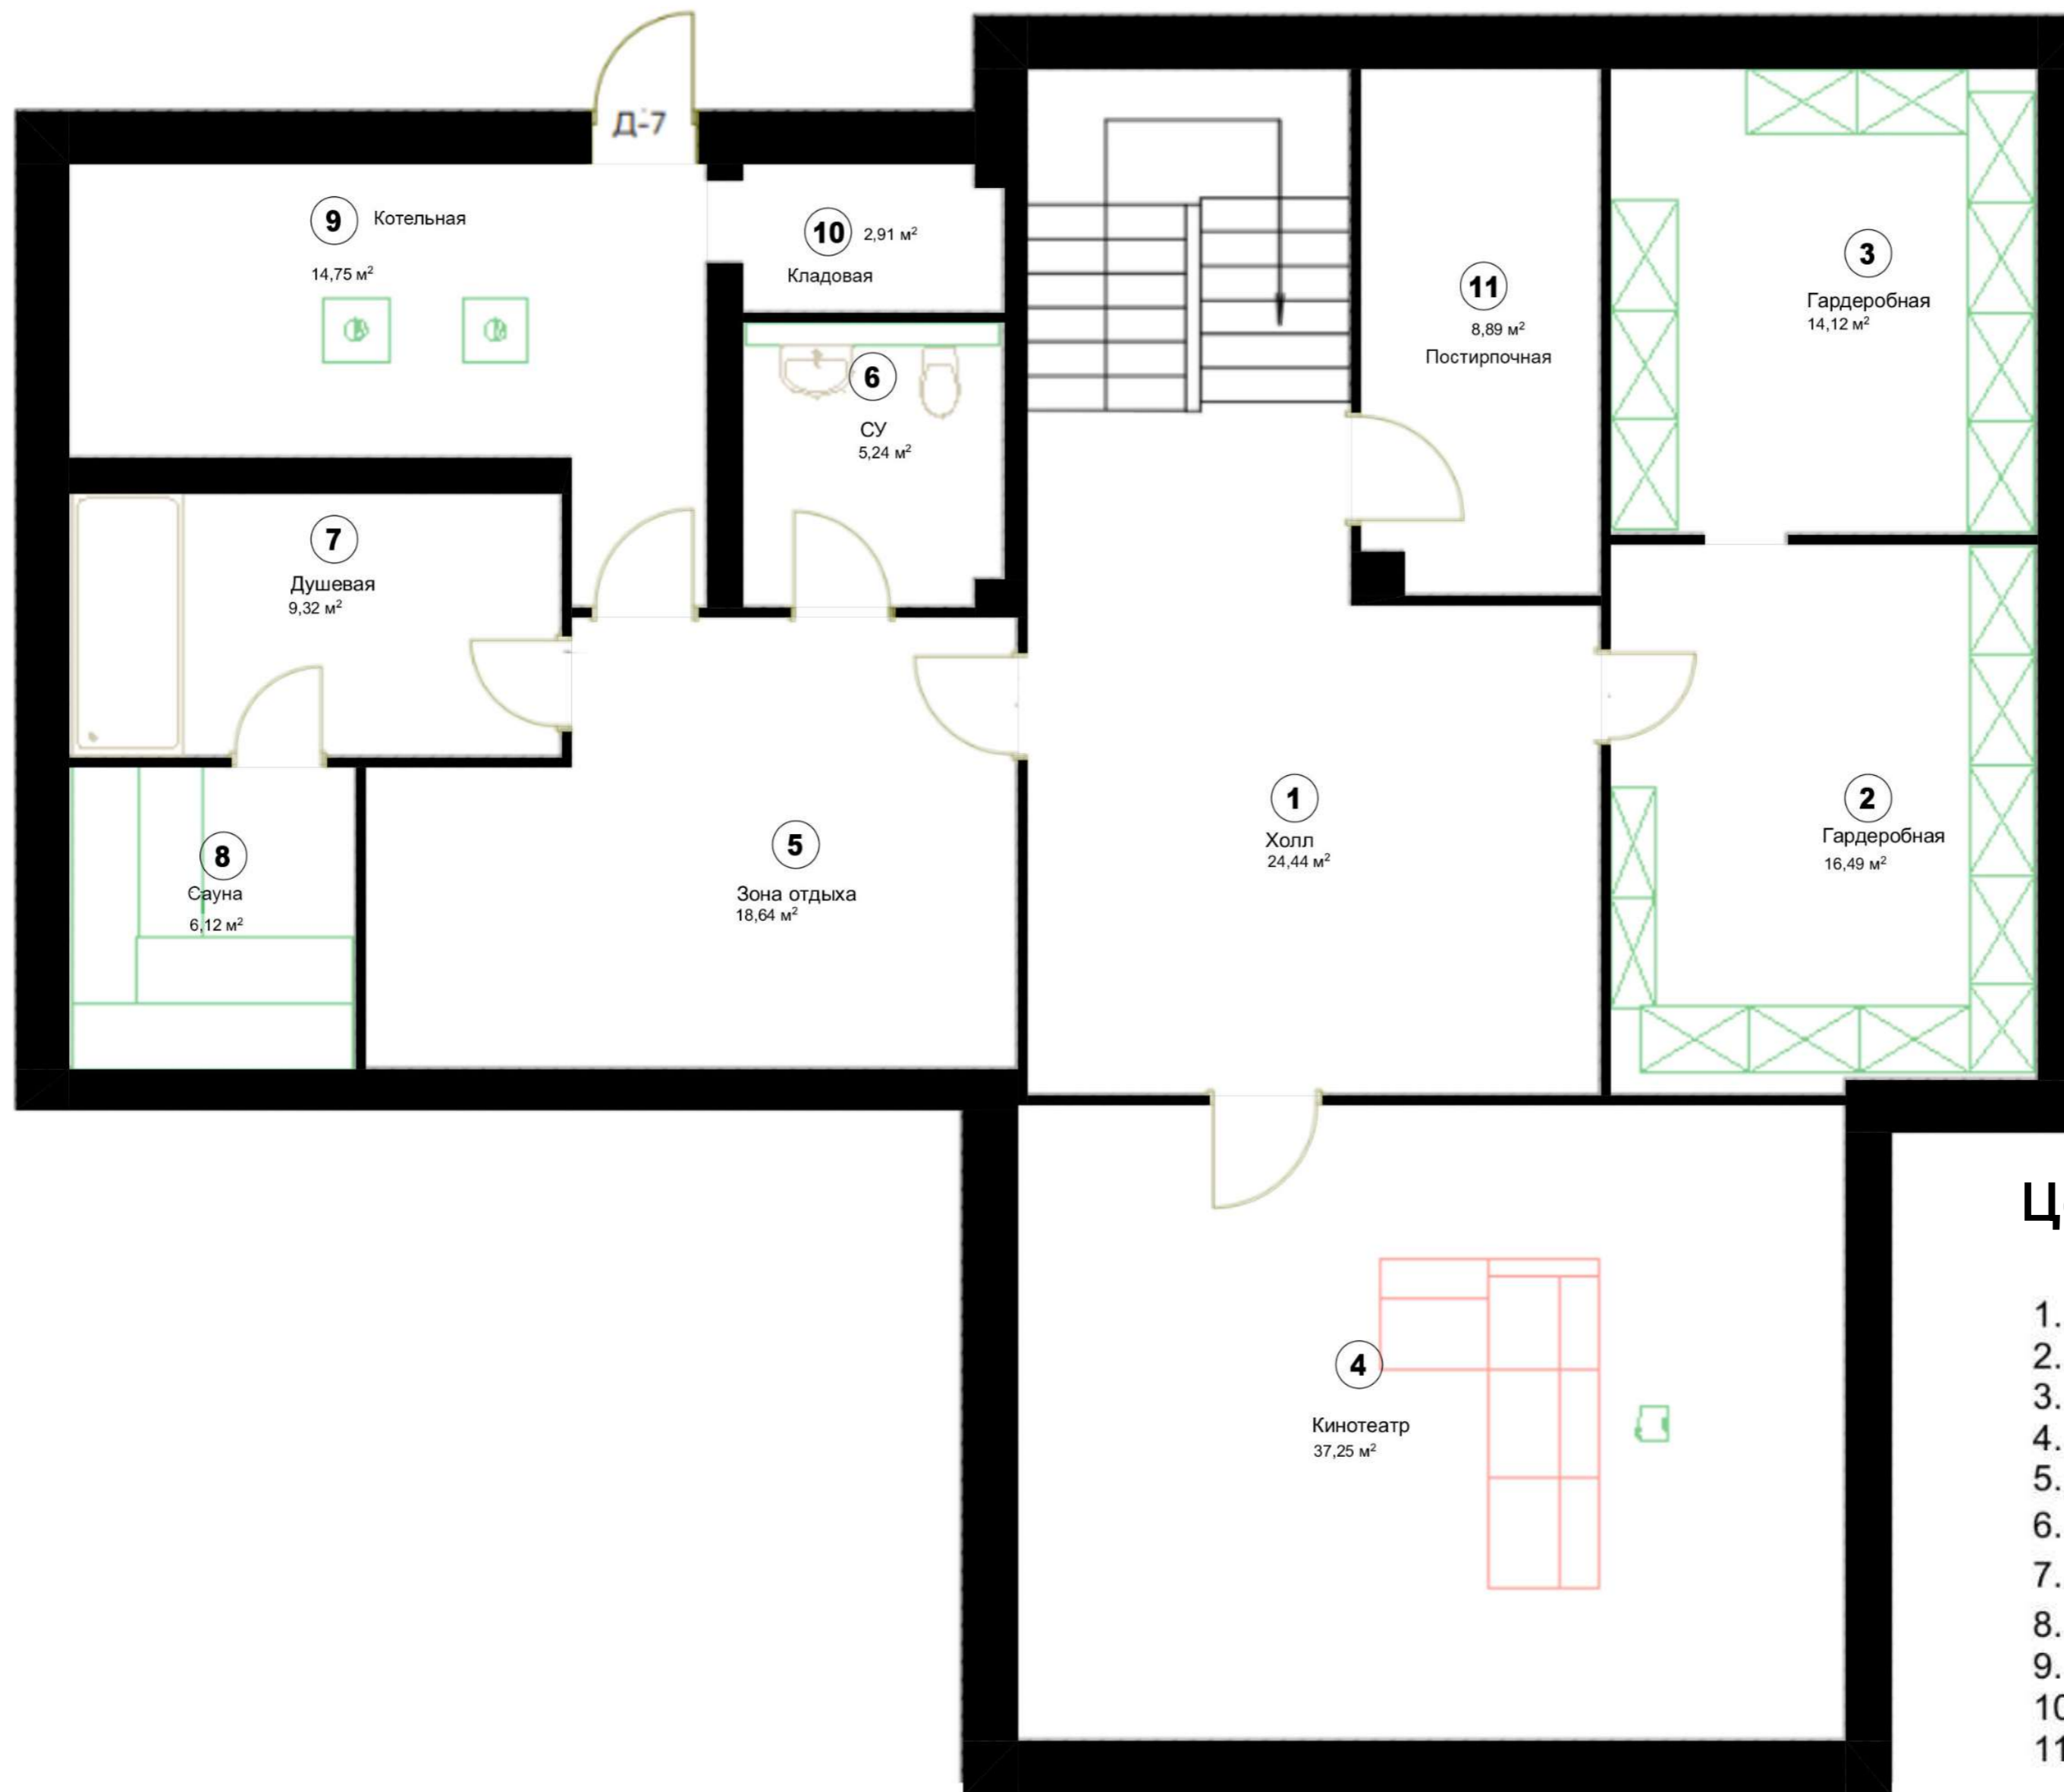 Д-7
9 Котельная
14,75 м²
10 2,91 м²
Кладовая
6
СУ
5,24 м²
11
8,89 м²
Постирпочная
3
Гардеробная
14,12 м²
7
Душевая
9,32 м²
8
Сауна
6,12 м²
5
Зона отдыха
18,64 м²
1
Холл
24,44 м²
2
Гардеробная
16,49 м²
4
Кинотеатр
37,25 м²
1.
2.
3.
4.
5.
6.
7.
8.
9.
10
11